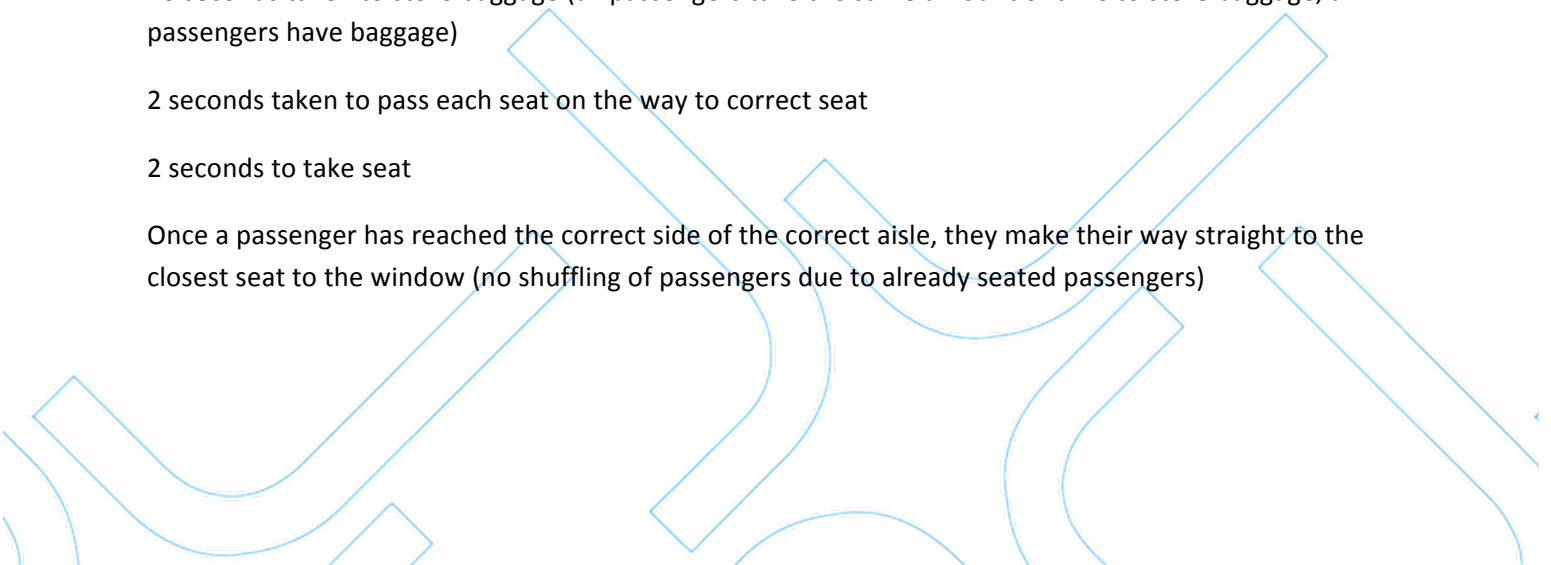 passengers have baggage)
2 seconds taken to pass each seat on the way to correct seat
2 seconds to take seat
Once a passenger has reached the correct side of the correct aisle, they make their way straight to the
closest seat to the window (no shuffling of passengers due to already seated passengers)